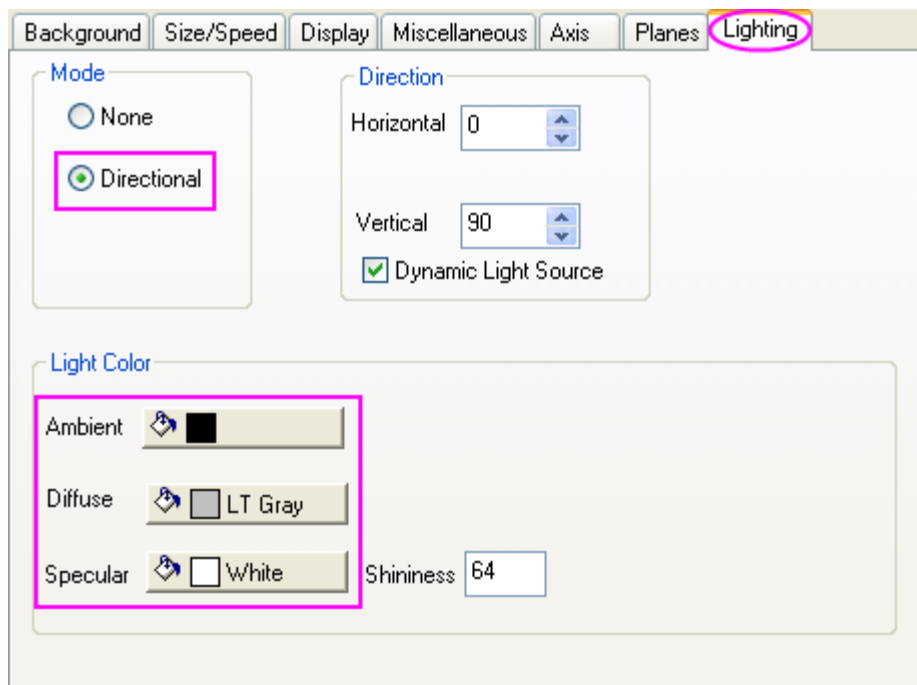 Background Size/Speed Display Miscellaneous Axis Planes Lighting
Mode
None
Directional
Direction
Horizontal 0
Vertical 90
Dynamic Light Source
Light Color
Ambient
Diffuse LT Gray
Specular White Shininess 64